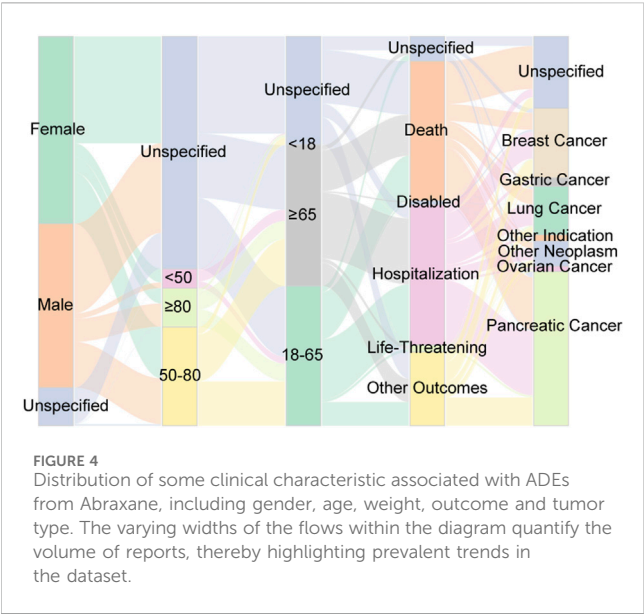 Female
Male
Unspecified
Unspecified
<50
≥80
50-80
Unspecified
<18
≥65
18-65
Unspecified
Death
Disabled
Hospitalization
Life-Threatening
Other Outcomes
Unspecified
Breast Cancer
Gastric Cancer
Lung Cancer
Other Indication
Other Neoplasm
Ovarian Cancer
Pancreatic Cancer
FIGURE 4
Distribution of some clinical characteristic associated with ADEs
from Abraxane, including gender, age, weight, outcome and tumor
type. The varying widths of the flows within the diagram quantify the
volume of reports, thereby highlighting prevalent trends in
the dataset.